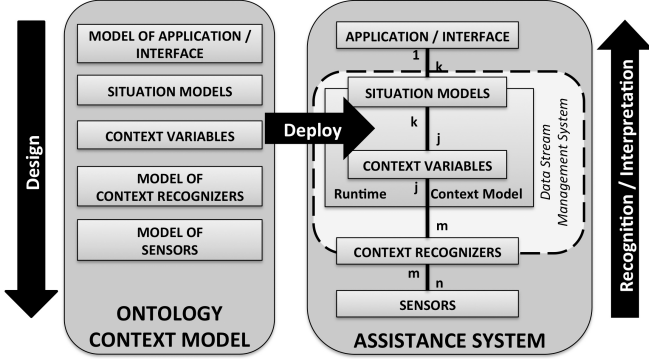 Design
MODEL OF APPLICATION /
INTERFACE
SITUATION MODELS
CONTEXT VARIABLES
MODEL OF
CONTEXT RECOGNIZERS
MODEL OF
SENSORS
ONTOLOGY
CONTEXT MODEL
Deploy
APPLICATION / INTERFACE
1
k
SITUATION MODELS
k
j
CONTEXT VARIABLES
Runtime
j
Context Model
m
CONTEXT RECOGNIZERS
m
n
SENSORS
ASSISTANCE SYSTEM
Data Stream
Management System
Recognition / Interpretation